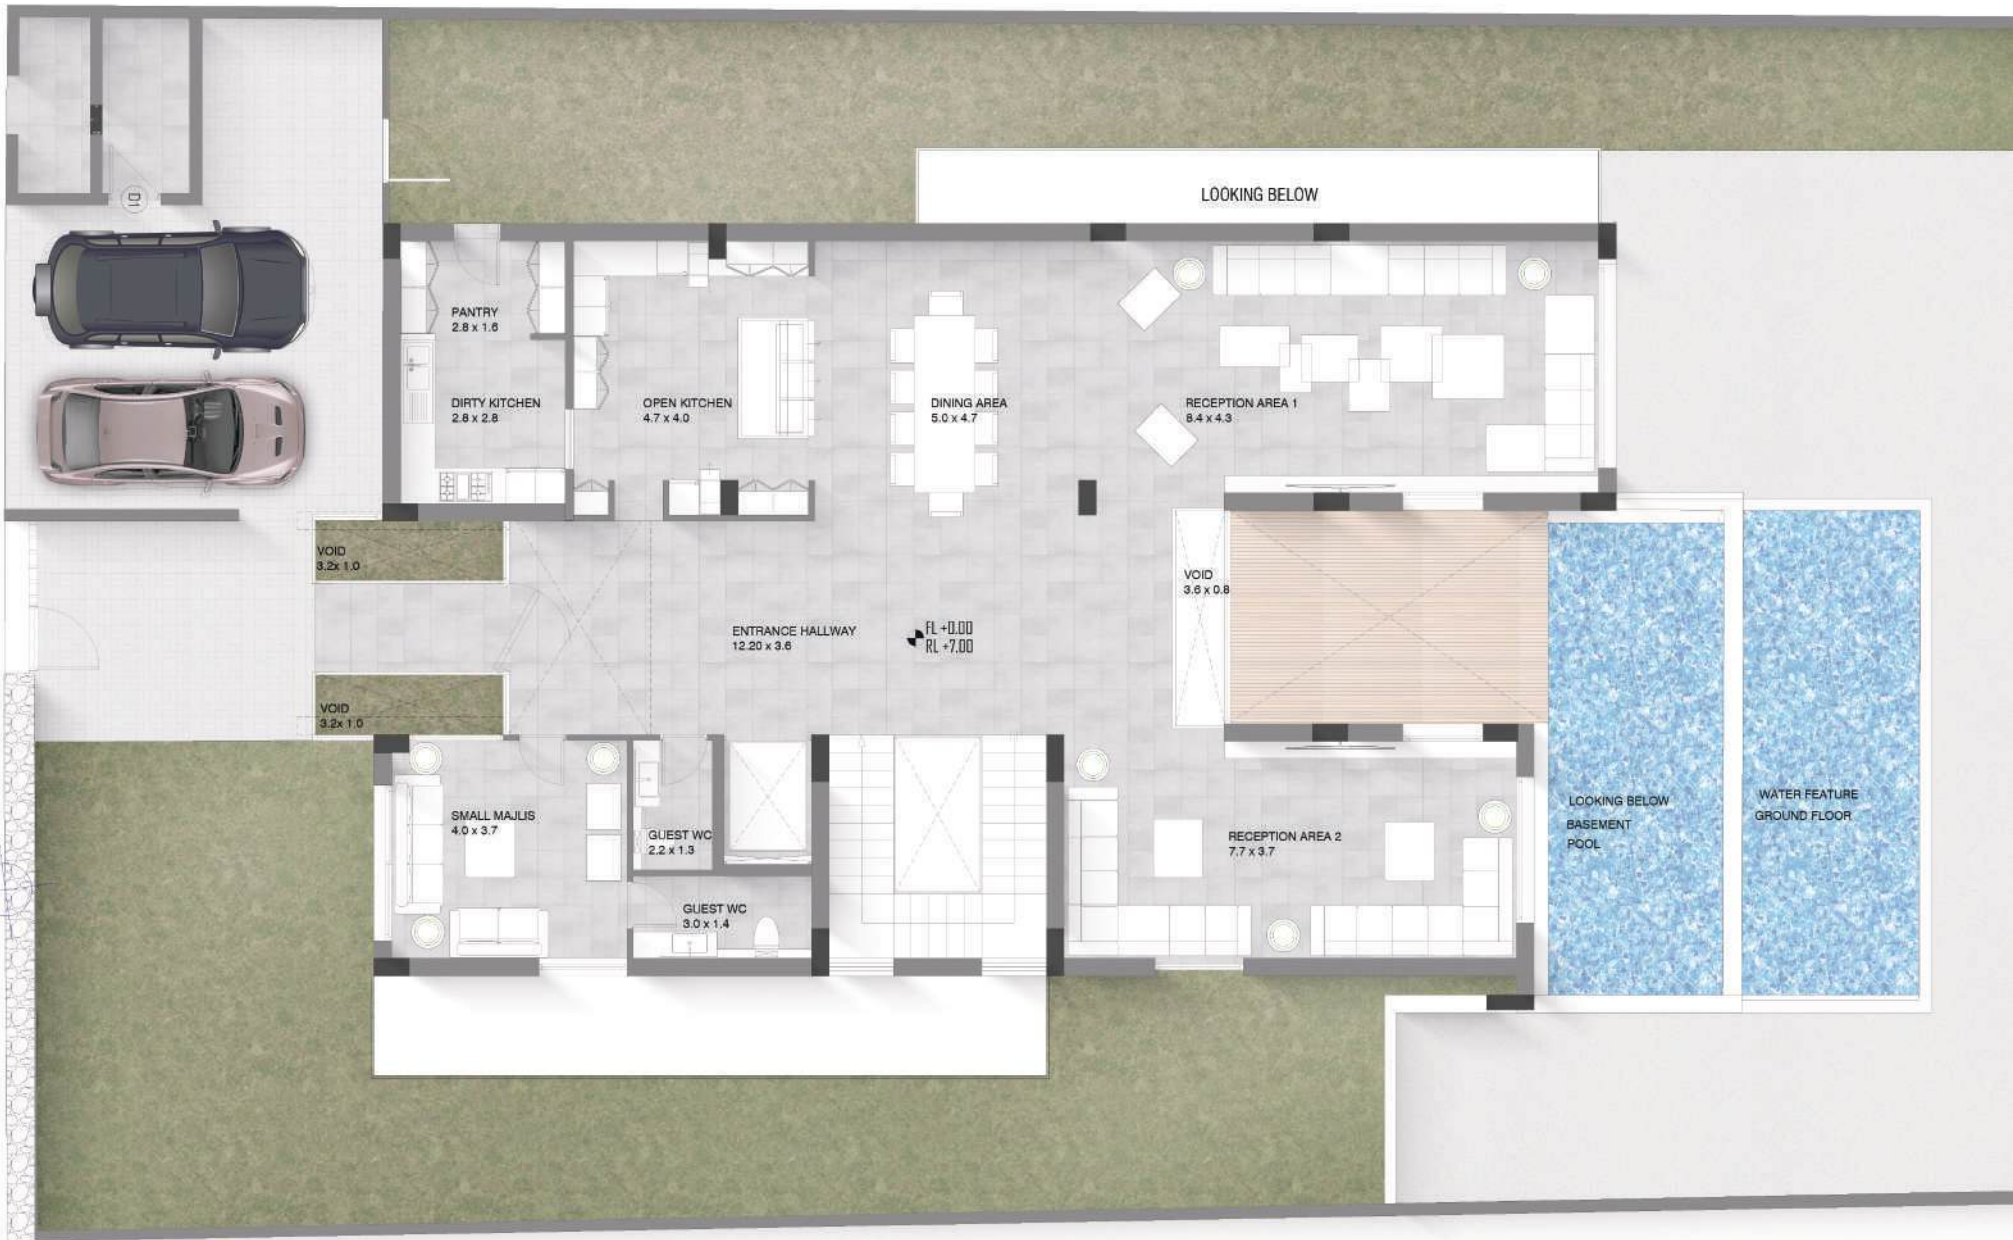 LOOKING BELOW
D1
PANTRY
2.8 x 1.6
DIRTY KITCHEN
2.8 x 2.8
OPEN KITCHEN
4.7 x 4.0
DINING AREA
5.0 x 4.7
RECEPTION AREA 1
8.4 x 4.3
VOID
3.2x 1.0
VOID
3.6 x 0.8
ENTRANCE HALLWAY
12.20 x 3.6
FL +0.00
RL +7.00
VOID
3.2x 1.0
SMALL MAJLIS
4.0 x 3.7
GUEST WC
2.2 x 1.3
GUEST WC
3.0 x 1.4
RECEPTION AREA 2
7.7 x 3.7
LOOKING BELOW
BASEMENT
POOL
WATER FEATURE
GROUND FLOOR